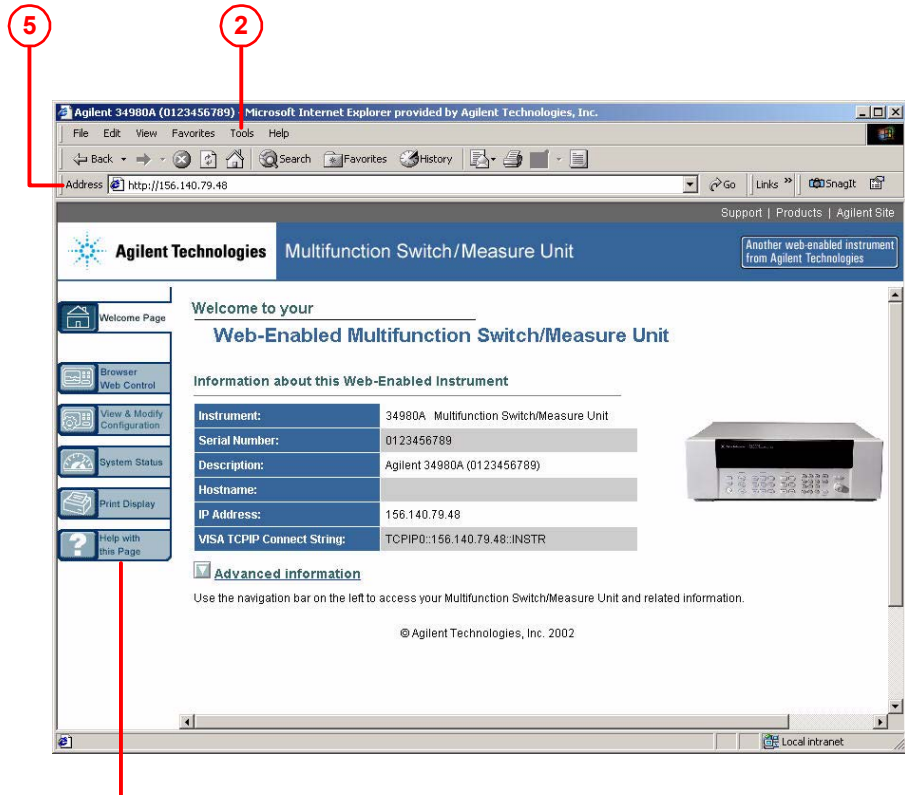 5
2
Agilent 34980A (0123456789) - Microsoft Internet Explorer provided by Agilent Technologies, Inc.
File Edit View Favorites Tools Help
Back Search Favorites History
Address http://156.140.79.48 Go Links » SnagIt
Support | Products | Agilent Site
Agilent Technologies Multifunction Switch/Measure Unit
Another web-enabled instrument
from Agilent Technologies
Welcome Page
Browser
Web Control
View & Modify
Configuration
System Status
Print Display
Help with
this Page
Welcome to your
Web-Enabled Multifunction Switch/Measure Unit
Information about this Web-Enabled Instrument
Instrument: 34980A Multifunction Switch/Measure Unit
Serial Number: 0123456789
Description: Agilent 34980A (0123456789)
Hostname:
IP Address: 156.140.79.48
VISA TCPIP Connect String: TCPIP0::156.140.79.48::INSTR
Advanced information
Use the navigation bar on the left to access your Multifunction Switch/Measure Unit and related information.
© Agilent Technologies, Inc. 2002
Local intranet